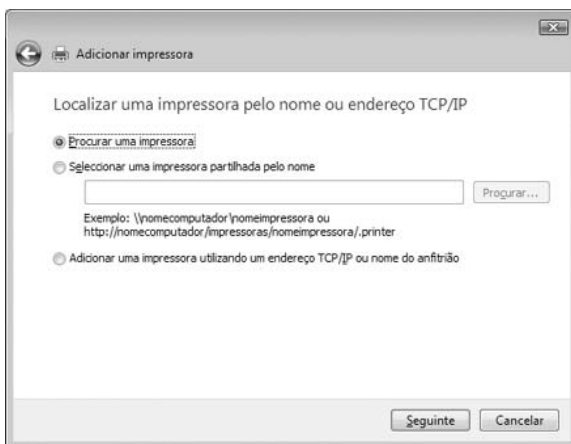 Adicionar impressora
Localizar uma impressora pelo nome ou endereço TCP/IP
Procurar uma impressora
Seleccionar uma impressora partilhada pelo nome
Procurar...
Exemplo: \\nomecomputador\nomeimpressora ou
http://nomecomputador/impressoras/nomeimpressora/.printer
Adicionar uma impressora utilizando um endereço TCP/IP ou nome do anfitrião
Seguinte Cancelar